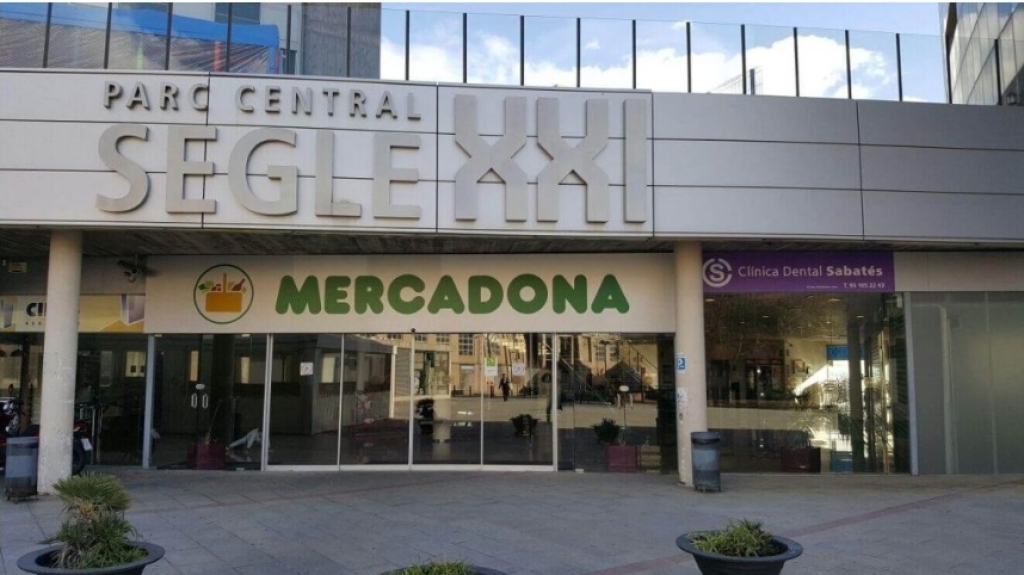 PARC CENTRAL
SEGLE XXI
MERCADONA
Clínica Dental Sabatés